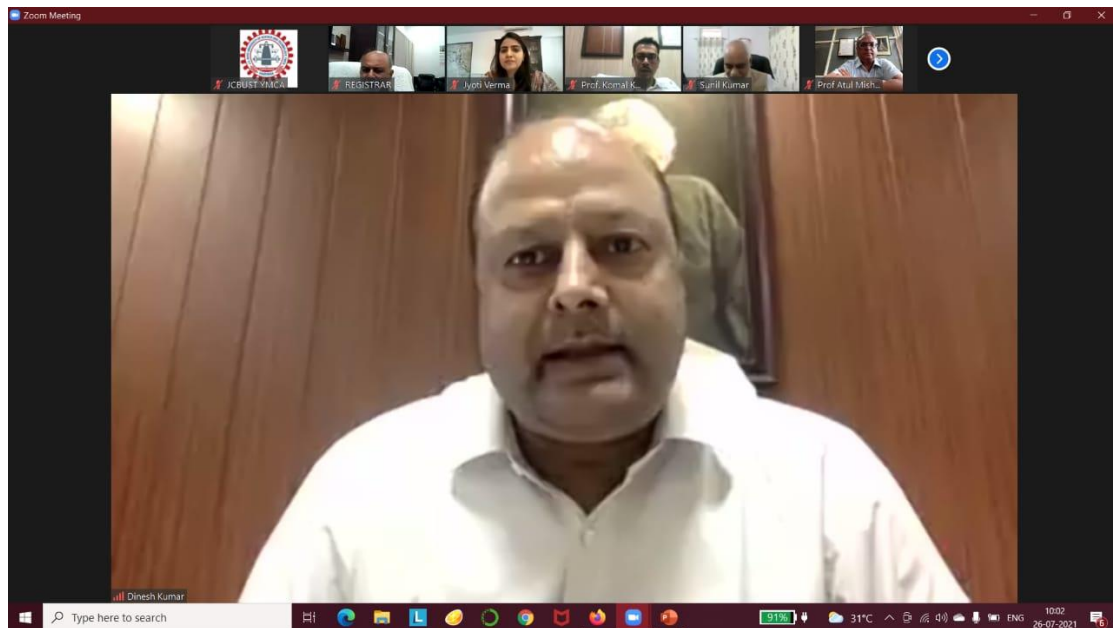 Zoom Meeting
JCBUST YMCA
REGISTRAR
Jyoti Verma
Prof. Komal K...
Sunil Kumar
Prof Atul Mish...
Dinesh Kumar
Type here to search
L
91%
31°C
ENG
10:02
26-07-2021
6